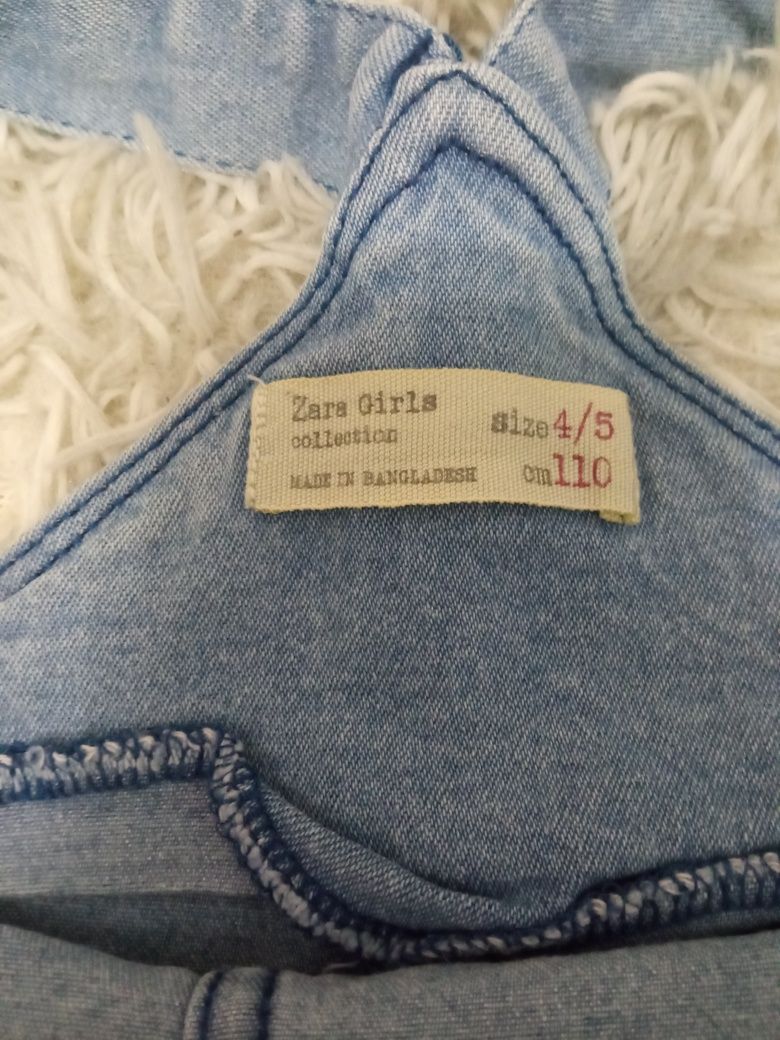 Zara Girls
collection
MADE IN BANGLADESH
size 4/5
cm 110